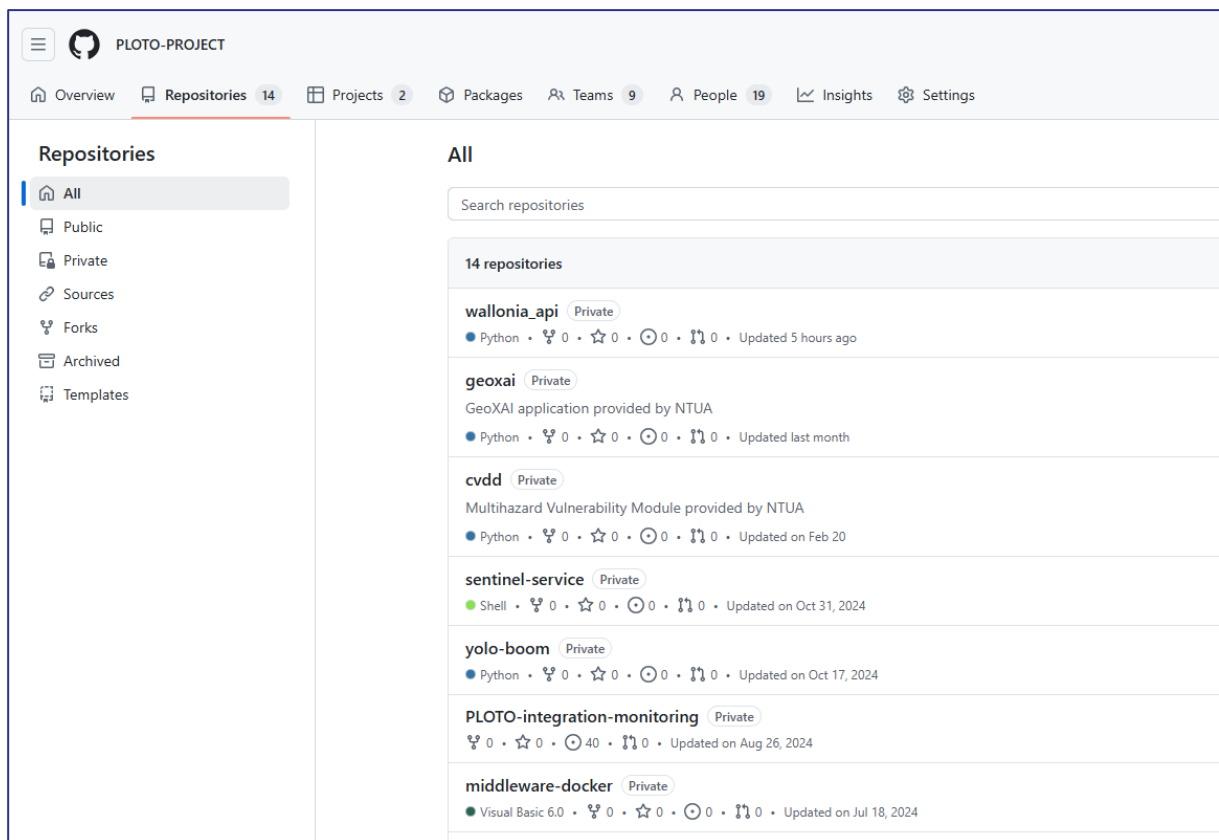 PLOTO-PROJECT
Overview Repositories 14 Projects 2 Packages Teams 9 People 19 Insights Settings
Repositories
All
Public
Private
Sources
Forks
Archived
Templates
All
Search repositories
14 repositories
wallonia_api Private
Python • 0 • 0 • 0 • 0 • Updated 5 hours ago
geoxai Private
GeoXAI application provided by NTUA
Python • 0 • 0 • 0 • 0 • Updated last month
cvdd Private
Multihazard Vulnerability Module provided by NTUA
Python • 0 • 0 • 0 • 0 • Updated on Feb 20
sentinel-service Private
Shell • 0 • 0 • 0 • 0 • Updated on Oct 31, 2024
yolo-boom Private
Python • 0 • 0 • 0 • 0 • Updated on Oct 17, 2024
PLOTO-integration-monitoring Private
0 • 0 • 40 • 0 • Updated on Aug 26, 2024
middleware-docker Private
Visual Basic 6.0 • 0 • 0 • 0 • 0 • Updated on Jul 18, 2024